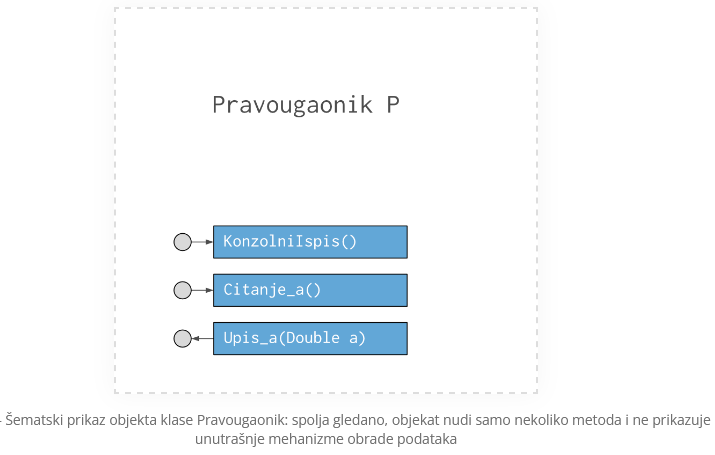 Pravougaonik P
KonzolniIspis()
Citanje_a()
Upis_a(Double a)
- Šematski prikaz objekta klase Pravougaonik: spolja gledano, objekat nudi samo nekoliko metoda i ne prikazuje
unutrašnje mehanizme obrade podataka